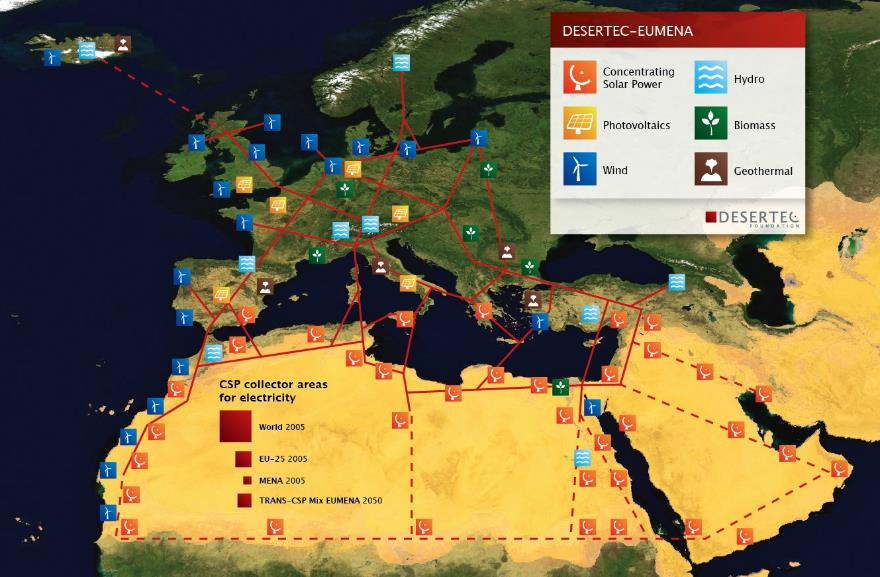 DESERTEC-EUMENA
Concentrating
Solar Power
Hydro
Photovoltaics
Biomass
Wind
Geothermal
DESERTEC
FOUNDATION
CSP collector areas
for electricity
World 2005
EU-25 2005
MENA 2005
TRANS-CSP Mix EUMENA 2050